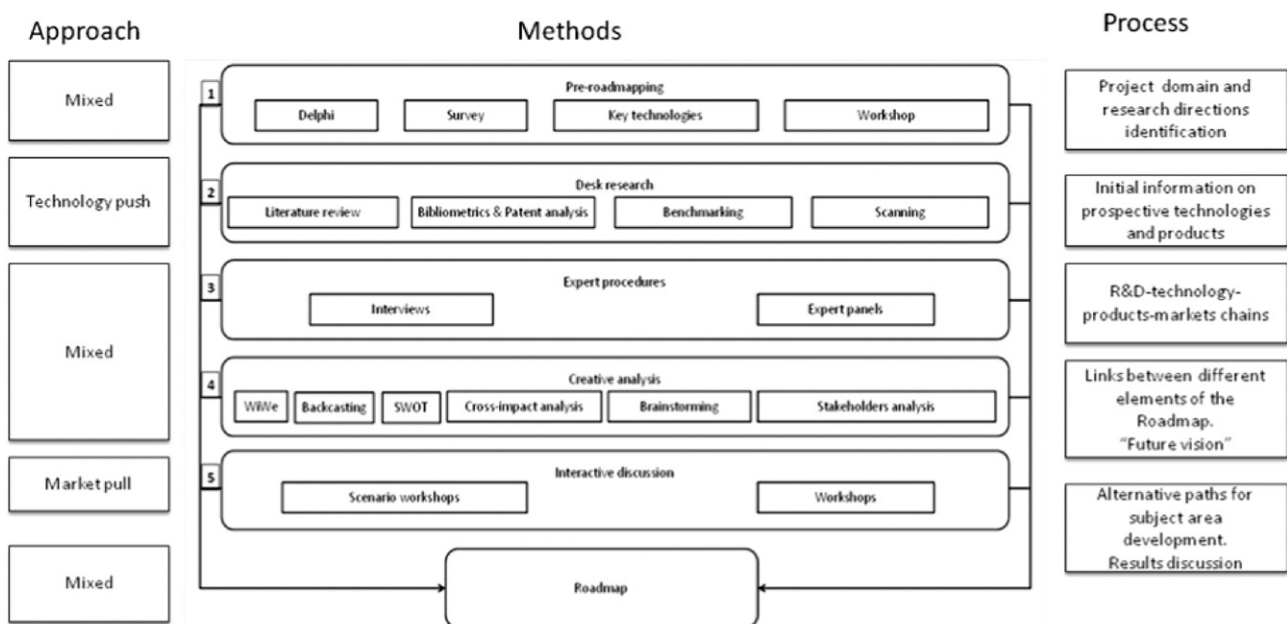 Approach
Methods
Process
Mixed
1
Pre-roadmapping
Delphi
Survey
Key technologies
Workshop
Project domain and
research directions
identification
Technology push
2
Desk research
Literature review
Bibliometrics & Patent analysis
Benchmarking
Scanning
Initial information on
prospective technologies
and products
Mixed
3
Expert procedures
Interviews
Expert panels
R&D-technology-
products-markets chains
4
Creative analysis
WiWe
Backcasting
SWOT
Cross-impact analysis
Brainstorming
Stakeholders analysis
Links between different
elements of the
Roadmap.
"Future vision"
Market pull
5
Interactive discussion
Scenario workshops
Workshops
Alternative paths for
subject area
development.
Results discussion
Mixed
Roadmap